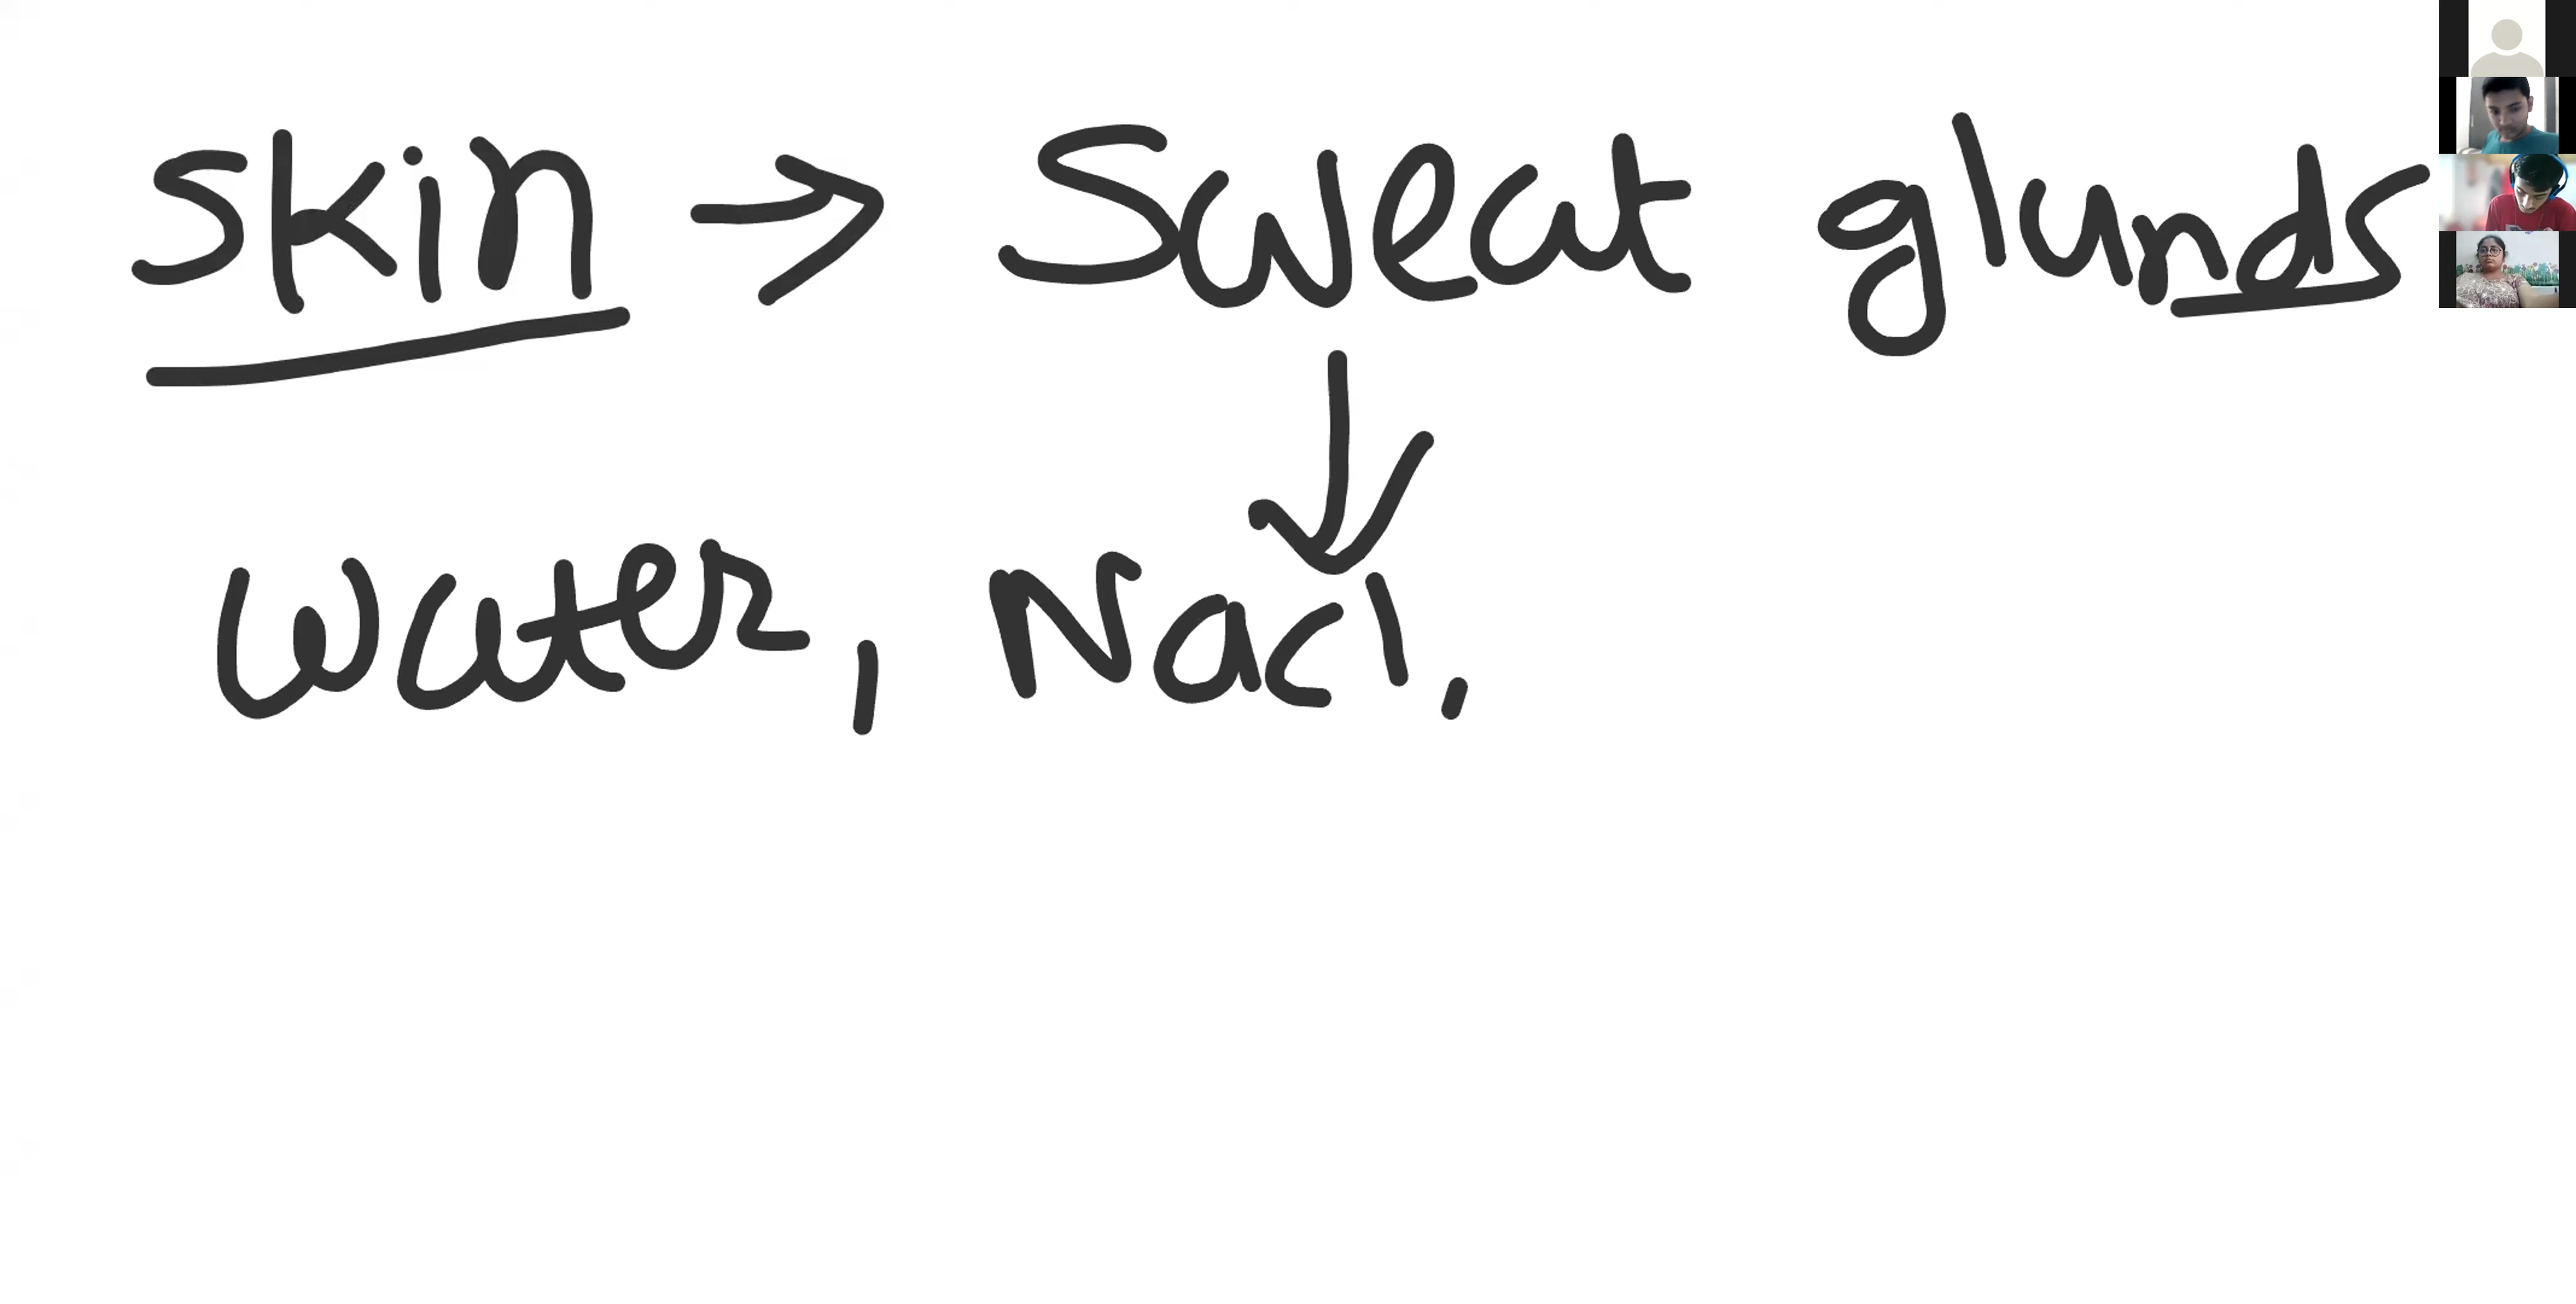 skin → Sweat glands
↓
water, Nacl,